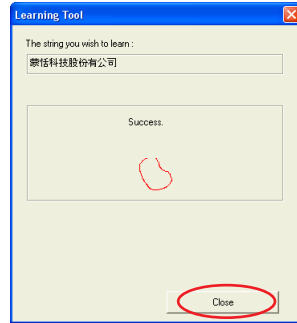 Learning Tool
The string you wish to learn :
蒙恬科技股份有公司
Success.
Close